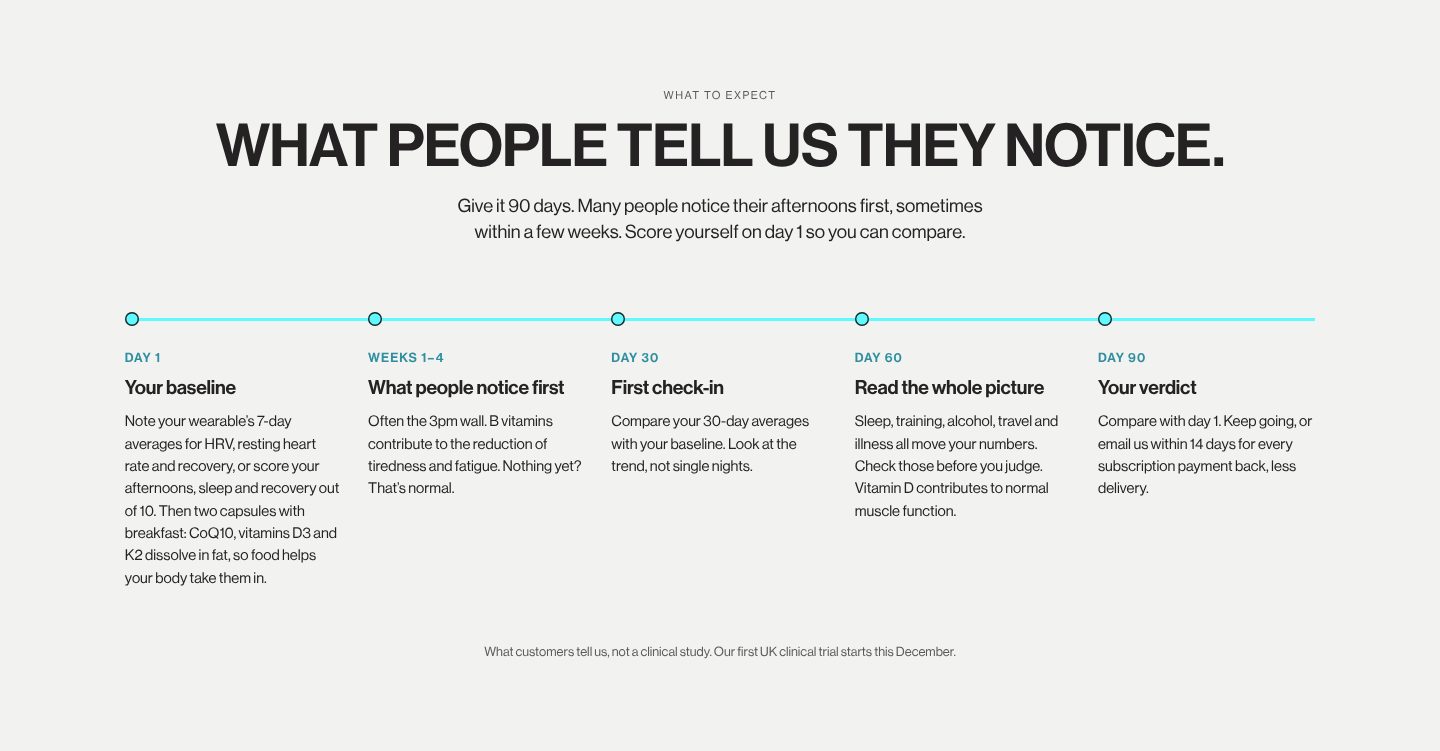 WHAT TO EXPECT
WHAT PEOPLE TELL US THEY NOTICE.
Give it 90 days. Many people notice their afternoons first, sometimes
within a few weeks. Score yourself on day 1 so you can compare.
DAY 1
Your baseline
Note your wearable's 7-day
averages for HRV, resting heart
rate and recovery, or score your
afternoons, sleep and recovery out
of 10. Then two capsules with
breakfast: CoQ10, vitamins D3 and
K2 dissolve in fat, so food helps
your body take them in.
WEEKS 1–4
What people notice first
Often the 3pm wall. B vitamins
contribute to the reduction of
tiredness and fatigue. Nothing yet?
That's normal.
DAY 30
First check-in
Compare your 30-day averages
with your baseline. Look at the
trend, not single nights.
DAY 60
Read the whole picture
Sleep, training, alcohol, travel and
illness all move your numbers.
Check those before you judge.
Vitamin D contributes to normal
muscle function.
DAY 90
Your verdict
Compare with day 1. Keep going, or
email us within 14 days for every
subscription payment back, less
delivery.
What customers tell us, not a clinical study. Our first UK clinical trial starts this December.